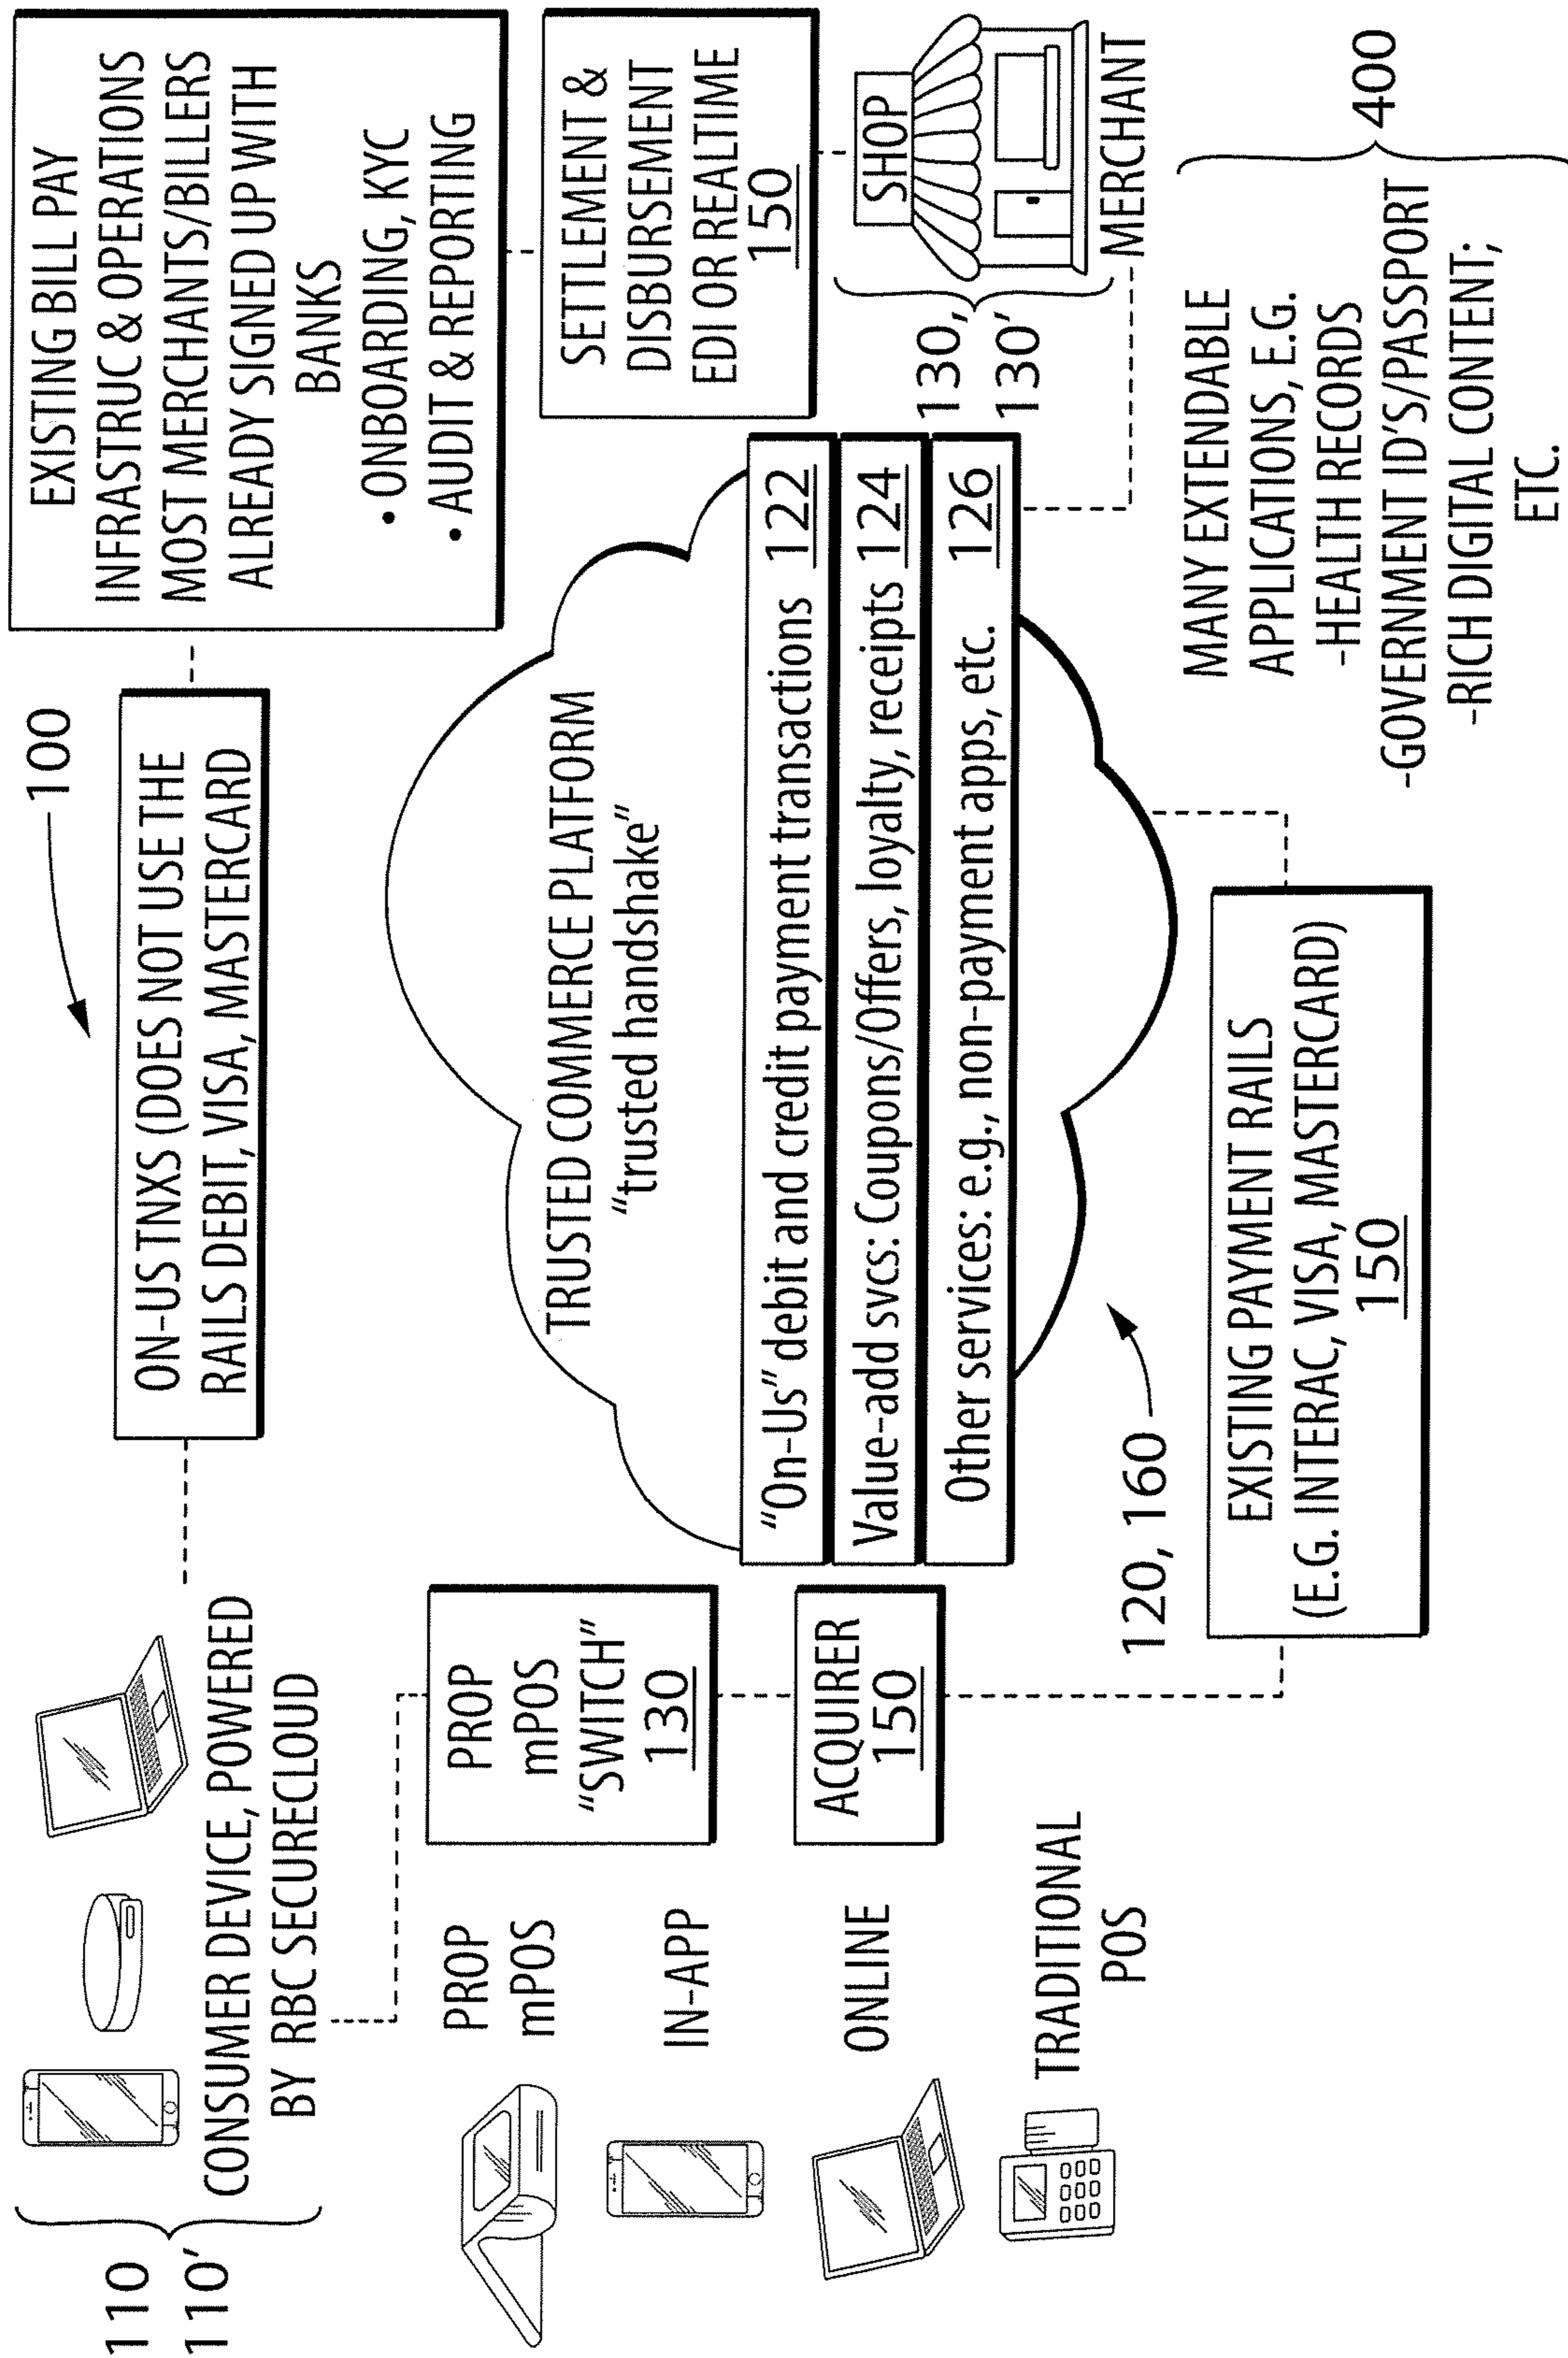 100
110
110'
CONSUMER DEVICE, POWERED
BY RBC SECURECLOUD
ON-US TNXS (DOES NOT USE THE
RAILS DEBIT, VISA, MASTERCARD
EXISTING BILL PAY
INFRASTRUC & OPERATIONS
MOST MERCHANTS/BILLERS
ALREADY SIGNED UP WITH
BANKS
• ONBOARDING, KYC
• AUDIT & REPORTING
PROP
mPOS
IN-APP
ONLINE
TRADITIONAL
POS
PROP
mPOS
“SWITCH”
130
ACQUIRER
150
TRUSTED COMMERCE PLATFORM
“trusted handshake”
“On-Us” debit and credit payment transactions 122
Value-add svcs: Coupons/Offers, loyalty, receipts 124
Other services: e.g., non-payment apps, etc. 126
SETTLEMENT &
DISBURSEMENT
EDI OR REALTIME
150
130,
130'
SHOP
MERCHANT
120, 160
EXISTING PAYMENT RAILS
(E.G. INTERAC, VISA, MASTERCARD)
150
MANY EXTENDABLE
APPLICATIONS, E.G.
-HEALTH RECORDS
-GOVERNMENT ID'S/PASSPORT
-RICH DIGITAL CONTENT;
ETC.
400